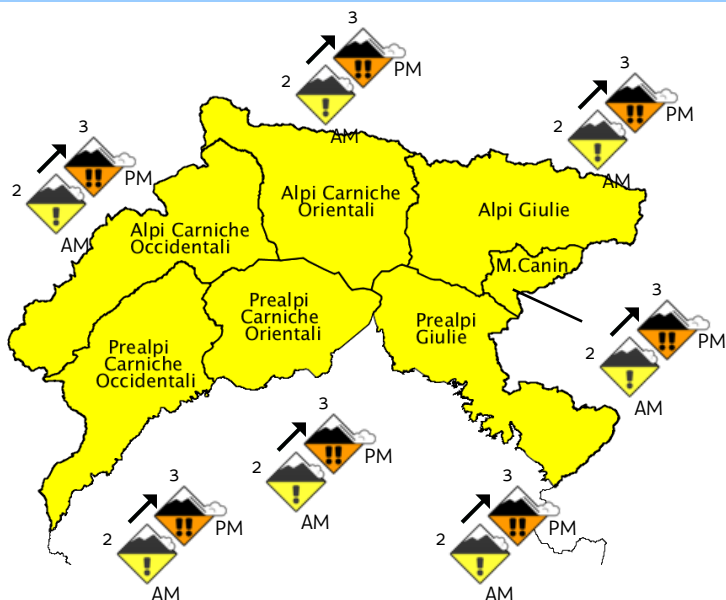 3
2
PM
AM
3
2
PM
AM
3
2
PM
AM
Alpi Carniche
Orientali
Alpi Giulie
Alpi Carniche
Occidentali
M.Canin
Prealpi
Carniche
Orientali
Prealpi
Giulie
3
2
PM
AM
Prealpi
Carniche
Occidentali
3
2
PM
AM
3
2
PM
AM
3
2
PM
AM